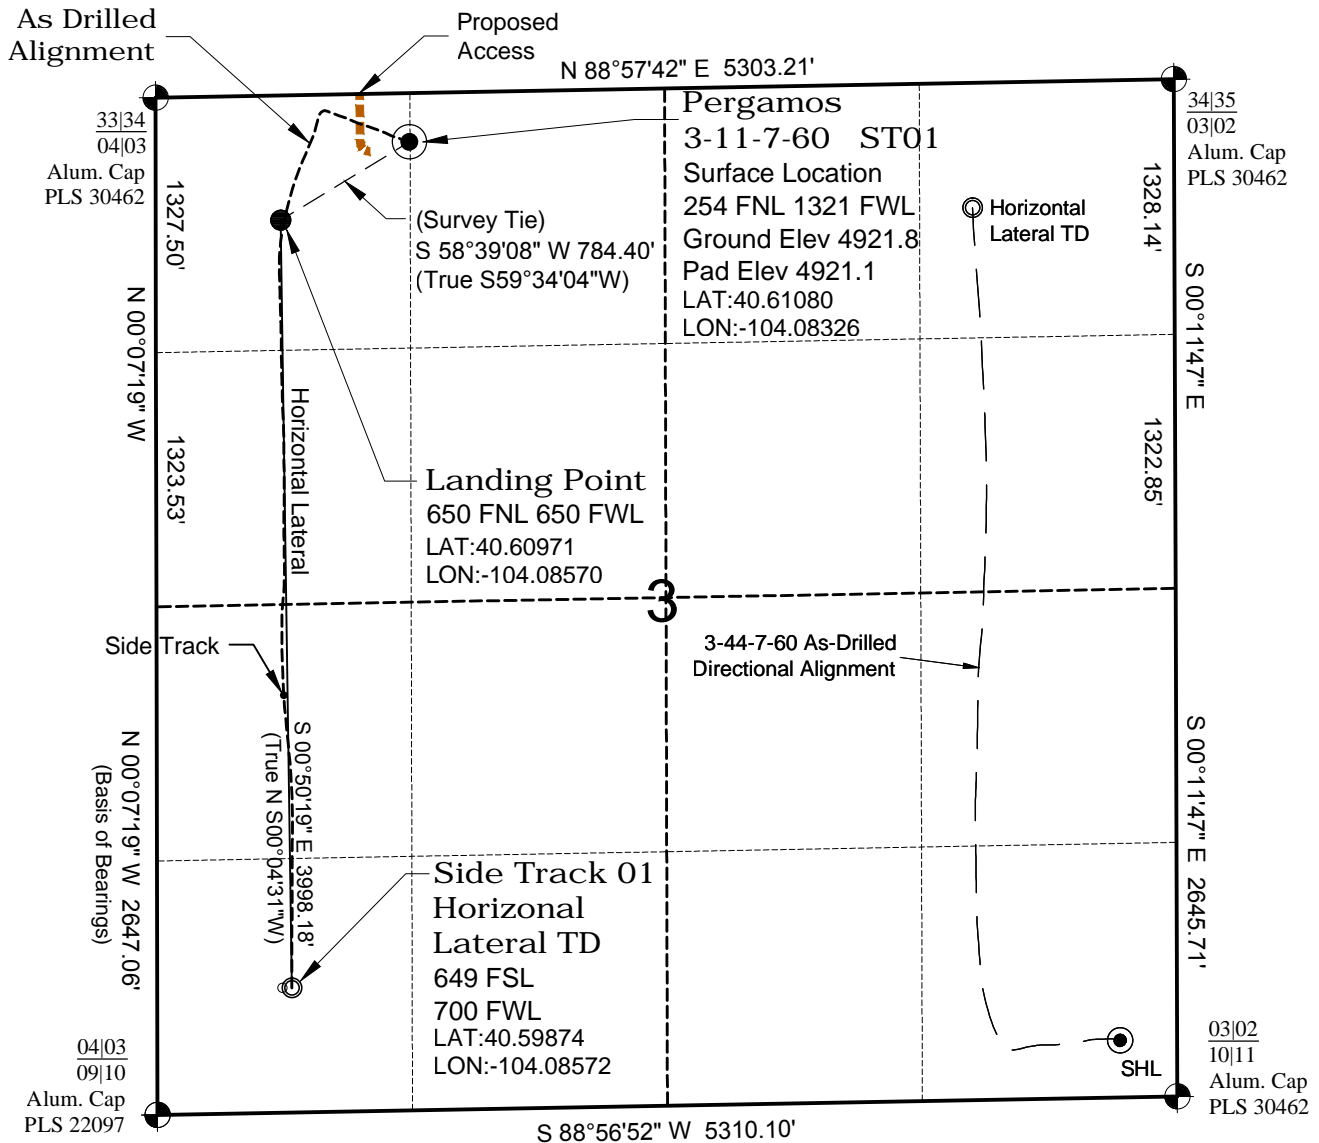 As Drilled
Alignment
Proposed
Access
N 88°57'42" E 5303.21'
33|34
04|03
Alum. Cap
PLS 30462
34|35
03|02
Alum. Cap
PLS 30462
Pergamos
3-11-7-60 ST01
Surface Location
254 FNL 1321 FWL
Ground Elev 4921.8
Pad Elev 4921.1
LAT:40.61080
LON:-104.08326
(Survey Tie)
S 58°39'08" W 784.40'
(True S59°34'04"W)
Horizontal
Lateral TD
1327.50'
1328.14'
N 00°07'19" W
S 00°11'47" E
1323.53'
1322.85'
Horizontal Lateral
Landing Point
650 FNL 650 FWL
LAT:40.60971
LON:-104.08570
3
Side Track
3-44-7-60 As-Drilled
Directional Alignment
S 00°50'19" E 3998.18'
(True N S00°04'31"W)
N 00°07'19" W 2647.06'
(Basis of Bearings)
S 00°11'47" E 2645.71'
Side Track 01
Horizonal
Lateral TD
649 FSL
700 FWL
LAT:40.59874
LON:-104.08572
SHL
04|03
09|10
Alum. Cap
PLS 22097
03|02
10|11
Alum. Cap
PLS 30462
S 88°56'52" W 5310.10'